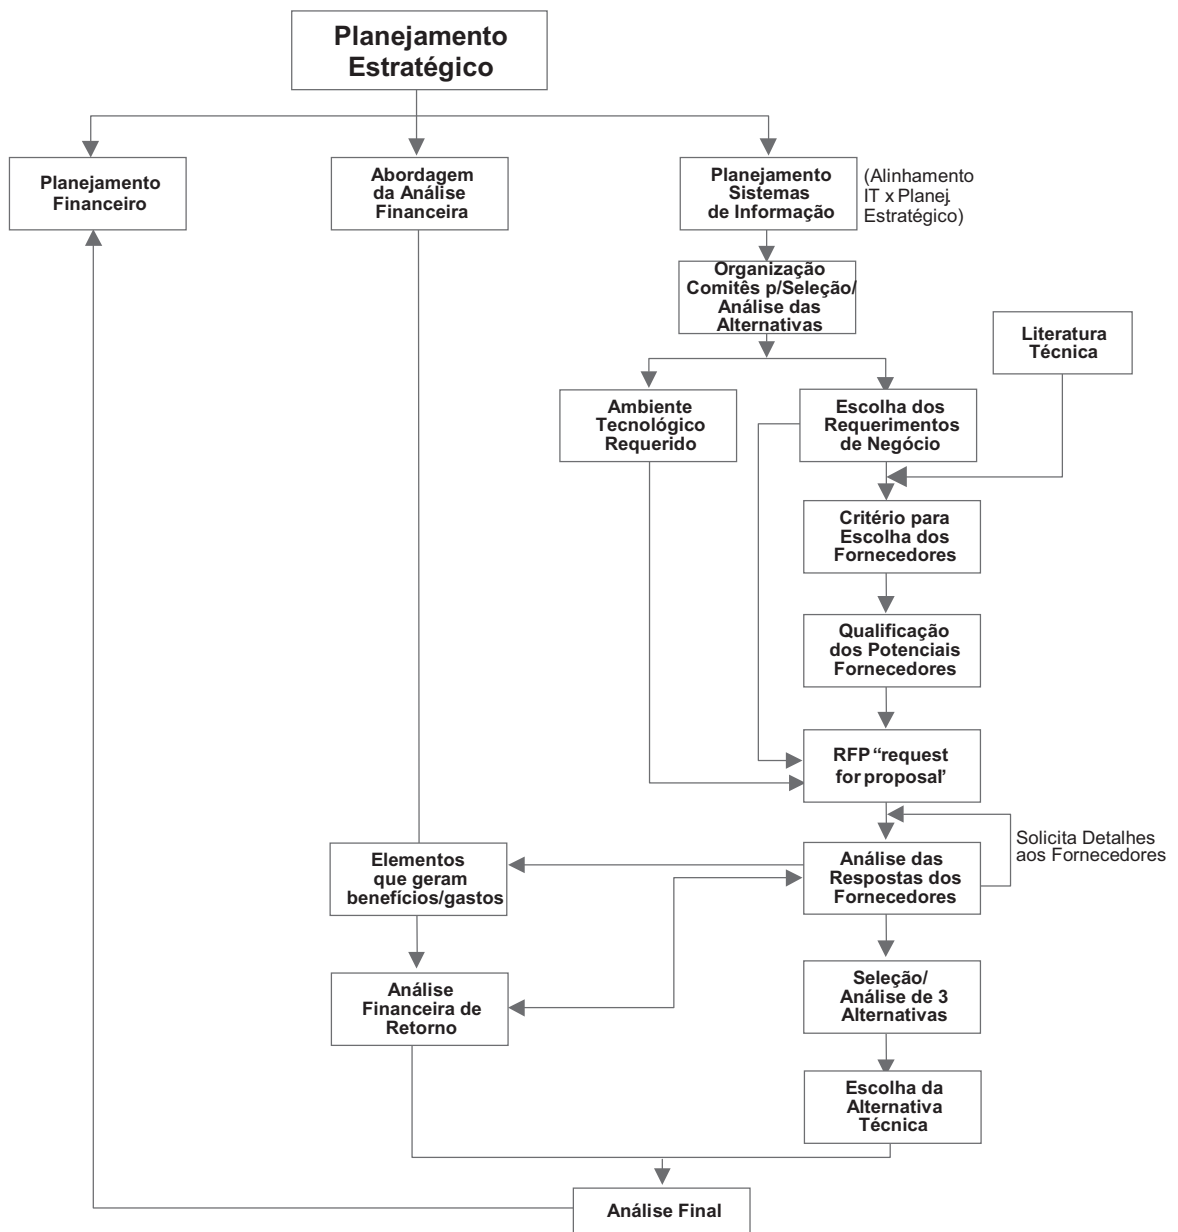 Planejamento
Estratégico
Planejamento
Financeiro
Abordagem
da Análise
Financeira
Planejamento
Sistemas
de Informação
(Alinhamento
IT x Planej.
Estratégico)
Organização
Comitês p/Seleção/
Análise das
Alternativas
Literatura
Técnica
Ambiente
Tecnológico
Requerido
Escolha dos
Requerimentos
de Negócio
Critério para
Escolha dos
Fornecedores
Qualificação
dos Potenciais
Fornecedores
RFP “request
for proposal’
Solicita Detalhes
aos Fornecedores
Elementos
que geram
benefícios/gastos
Análise das
Respostas dos
Fornecedores
Análise
Financeira de
Retorno
Seleção/
Análise de 3
Alternativas
Escolha da
Alternativa
Técnica
Análise Final